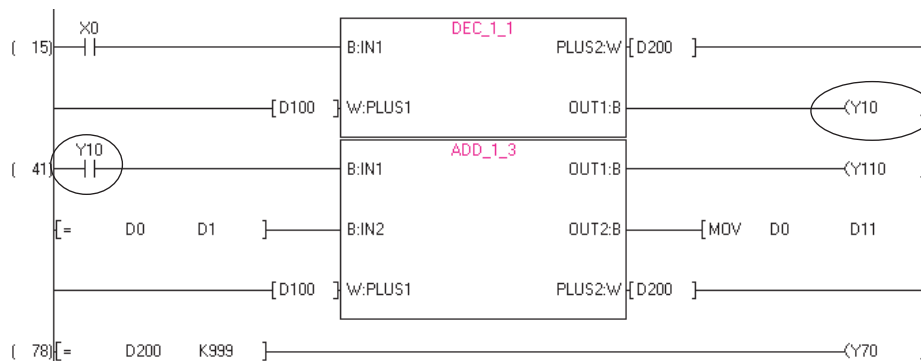 X0 DEC_1_1
( 15) B:IN1 PLUS2:W [D200 ]
[D100 ] W:PLUS1 OUT1:B (Y10
Y10 ADD_1_3
( 41) B:IN1 OUT1:B (Y110
[= D0 D1 ] B:IN2 OUT2:B [MOV D0 D11
[D100 ] W:PLUS1 PLUS2:W [D200 ]
( 78) [= D200 K999 ] (Y70